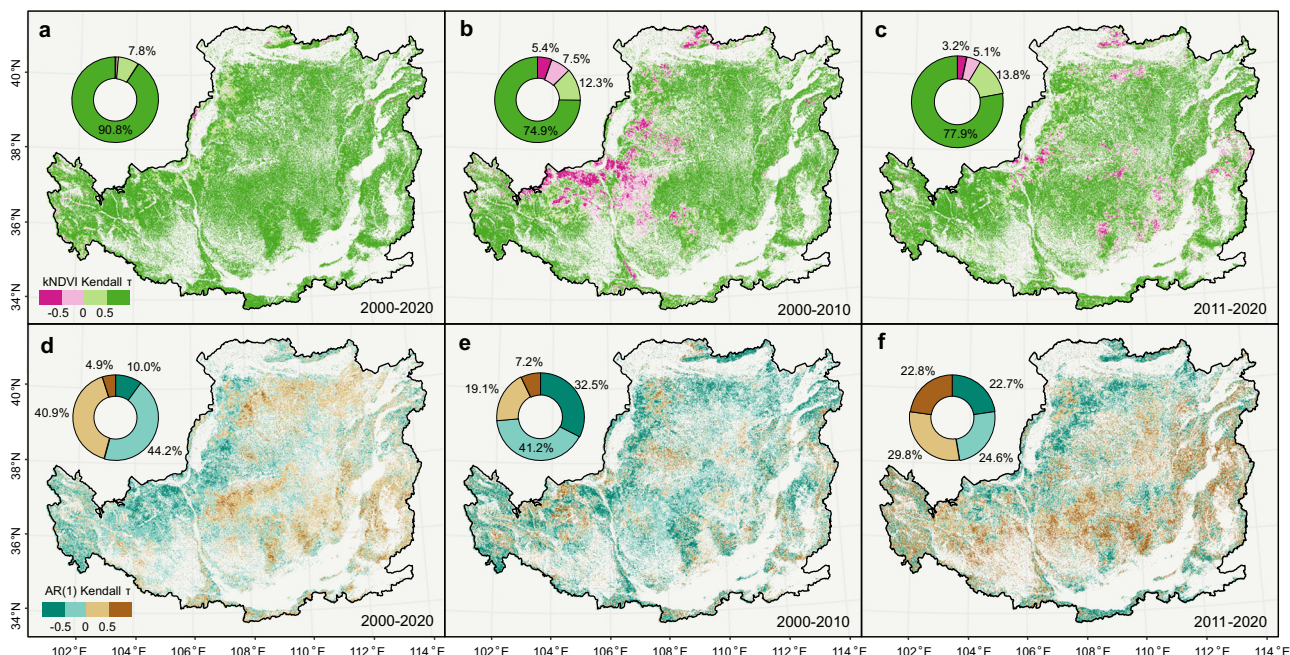 a
7.8%
90.8%
kNDVI Kendall τ
-0.5 0 0.5
2000-2020
b
5.4%
7.5%
12.3%
74.9%
2000-2010
c
3.2%
5.1%
13.8%
77.9%
2011-2020
40°N
38°N
36°N
34°N
d
4.9%
10.0%
40.9%
44.2%
AR(1) Kendall τ
-0.5 0 0.5
2000-2020
e
7.2%
19.1%
32.5%
41.2%
2000-2010
f
22.8%
22.7%
29.8%
24.6%
2011-2020
40°N
38°N
36°N
34°N
102°E 104°E 106°E 108°E 110°E 112°E 114°E 102°E 104°E 106°E 108°E 110°E 112°E 114°E 102°E 104°E 106°E 108°E 110°E 112°E 114°E